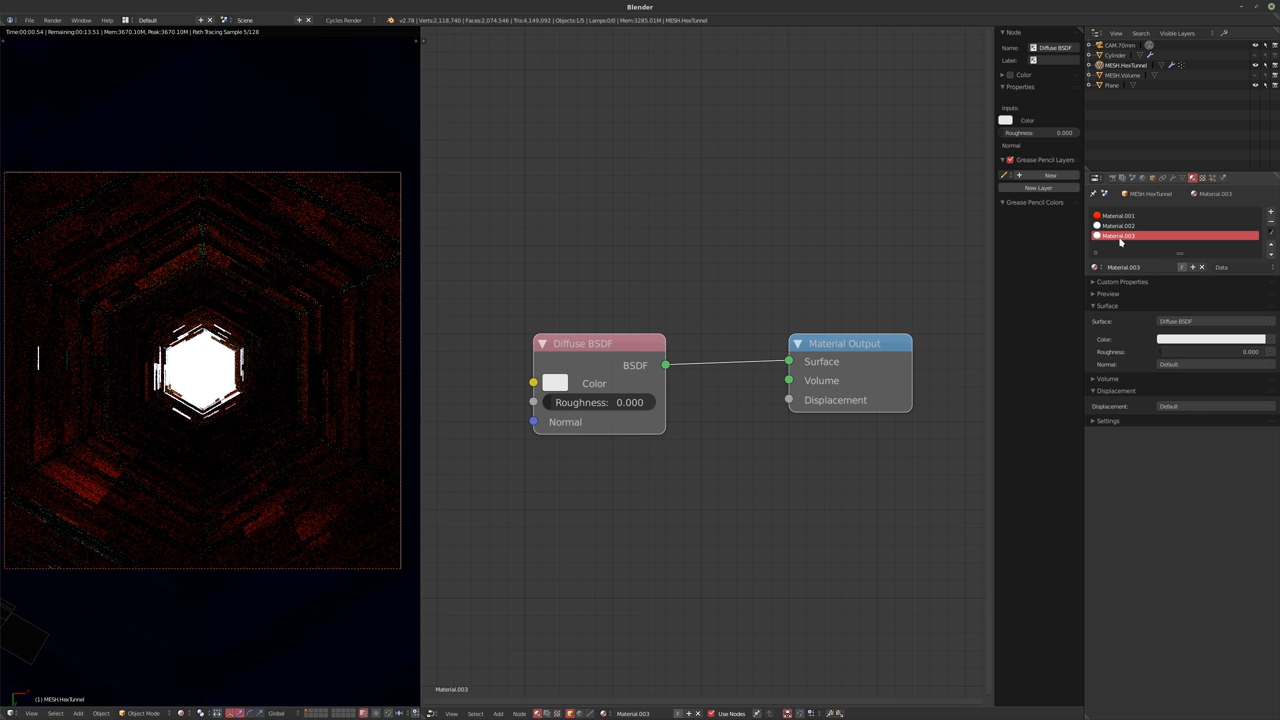 Blender
File Render Window Help Default Scene Cycles Render v2.78 | Verts:2,118,740 | Faces:2,074,546 | Tris:4,149,092 | Objects:1/5 | Lamps:0/0 | Mem:3285.01M | MESH.HexTunnel
Time:00:00.54 | Remaining:00:13.51 | Mem:3670.10M, Peak:3670.10M | Path Tracing Sample 5/128
(1) MESH.HexTunnel
View Select Add Object Object Mode Global
Diffuse BSDF
BSDF
Color
Roughness: 0.000
Normal
Material Output
Surface
Volume
Displacement
Material.003
View Select Add Node Material.003 F Use Nodes
Node
Name: Diffuse BSDF
Label:
Color
Properties
Inputs:
Color
Roughness: 0.000
Normal
Grease Pencil Layers
New
New Layer
Grease Pencil Colors
View Search Visible Layers
CAM.70mm
Cylinder
MESH.HexTunnel
MESH.Volume
Plane
MESH.HexTunnel Material.003
Material.001
Material.002
Material.003
Material.003 F Data
Custom Properties
Preview
Surface
Surface: Diffuse BSDF
Color:
Roughness: 0.000
Normal: Default
Volume
Displacement
Displacement: Default
Settings